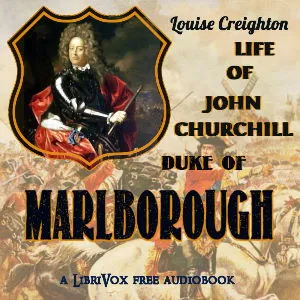 Louise Creighton
LIFE
OF
JOHN
CHURCHILL
DUKE OF
MARLBOROUGH
A LIBRIVOX FREE AUDIOBOOK